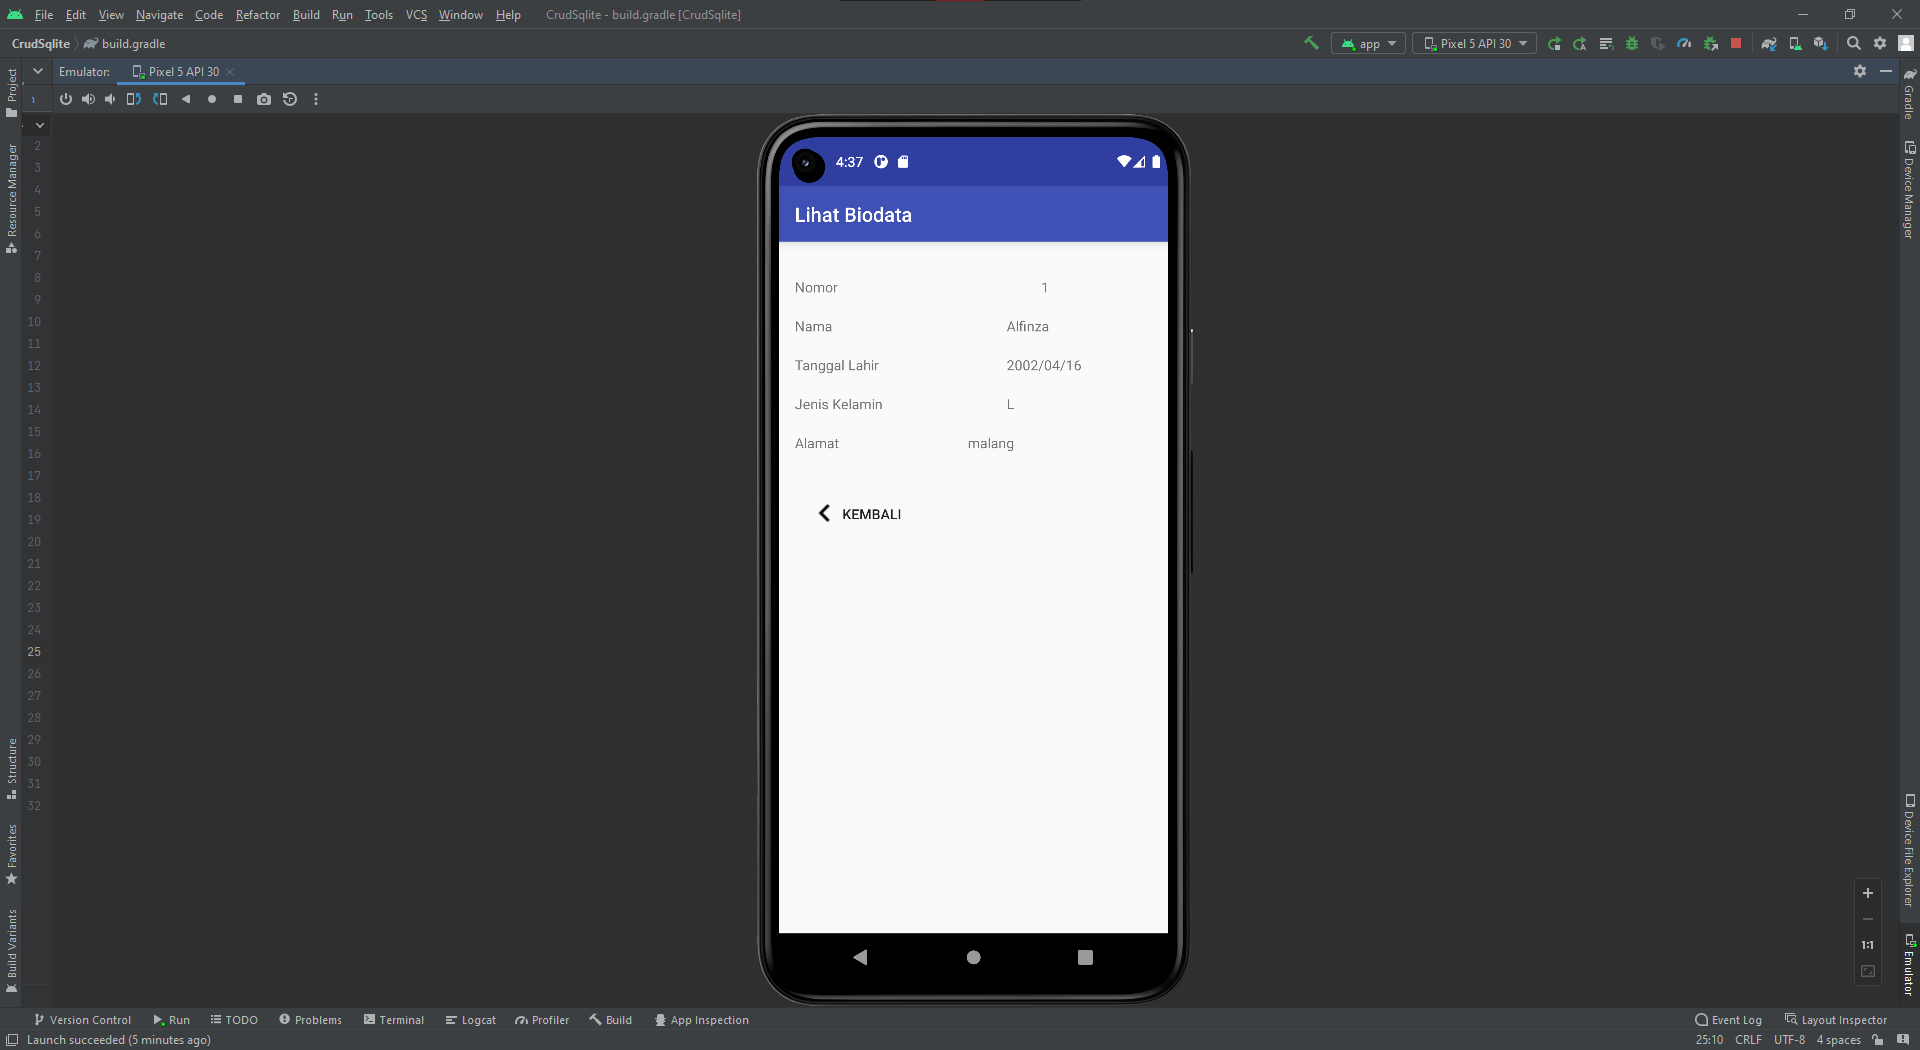 File Edit View Navigate Code Refactor Build Run Tools VCS Window Help CrudSqlite - build.gradle [CrudSqlite]
CrudSqlite build.gradle
app Pixel 5 API 30
Emulator: Pixel 5 API 30
Project
Resource Manager
Structure
Favorites
Build Variants
1
2
3
4
5
6
7
8
9
10
11
12
13
14
15
16
17
18
19
20
21
22
23
24
25
26
27
28
29
30
31
32
4:37
Lihat Biodata
Nomor 1
Nama Alfinza
Tanggal Lahir 2002/04/16
Jenis Kelamin L
Alamat malang
KEMBALI
Gradle
Device Manager
Device File Explorer
Emulator
1:1
Version Control Run TODO Problems Terminal Logcat Profiler Build App Inspection Event Log Layout Inspector
Launch succeeded (5 minutes ago) 25:10 CRLF UTF-8 4 spaces